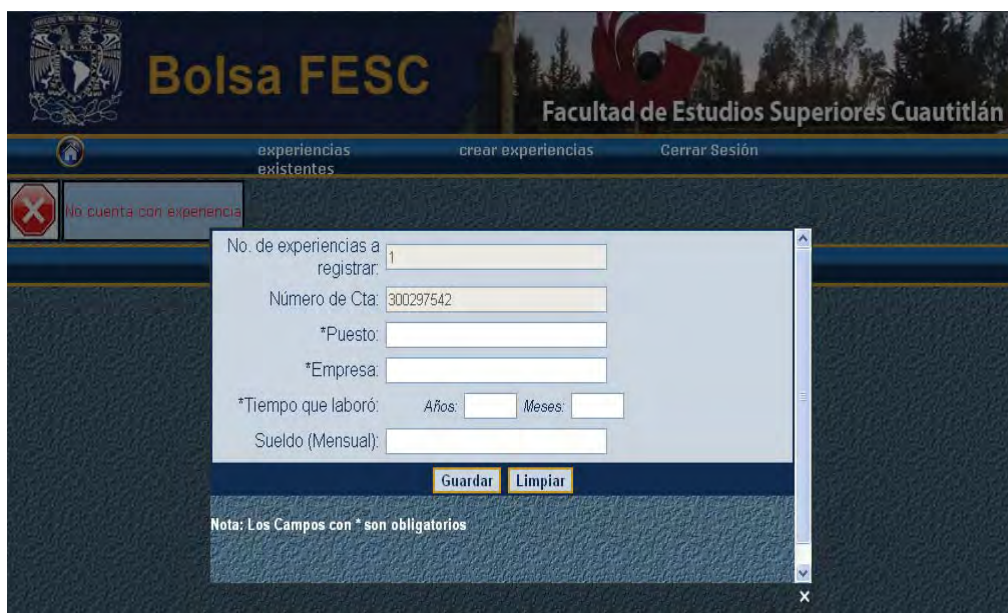 Bolsa FESC
Facultad de Estudios Superiores Cuautitlán
experiencias existentes
crear experiencias
Cerrar Sesión
No cuenta con experiencia
No. de experiencias a
registrar:
1
Número de Cta:
300297542
*Puesto:
*Empresa:
*Tiempo que laboró:
Años:
Meses:
Sueldo (Mensual):
Guardar
Limpiar
Nota: Los Campos con * son obligatorios
x